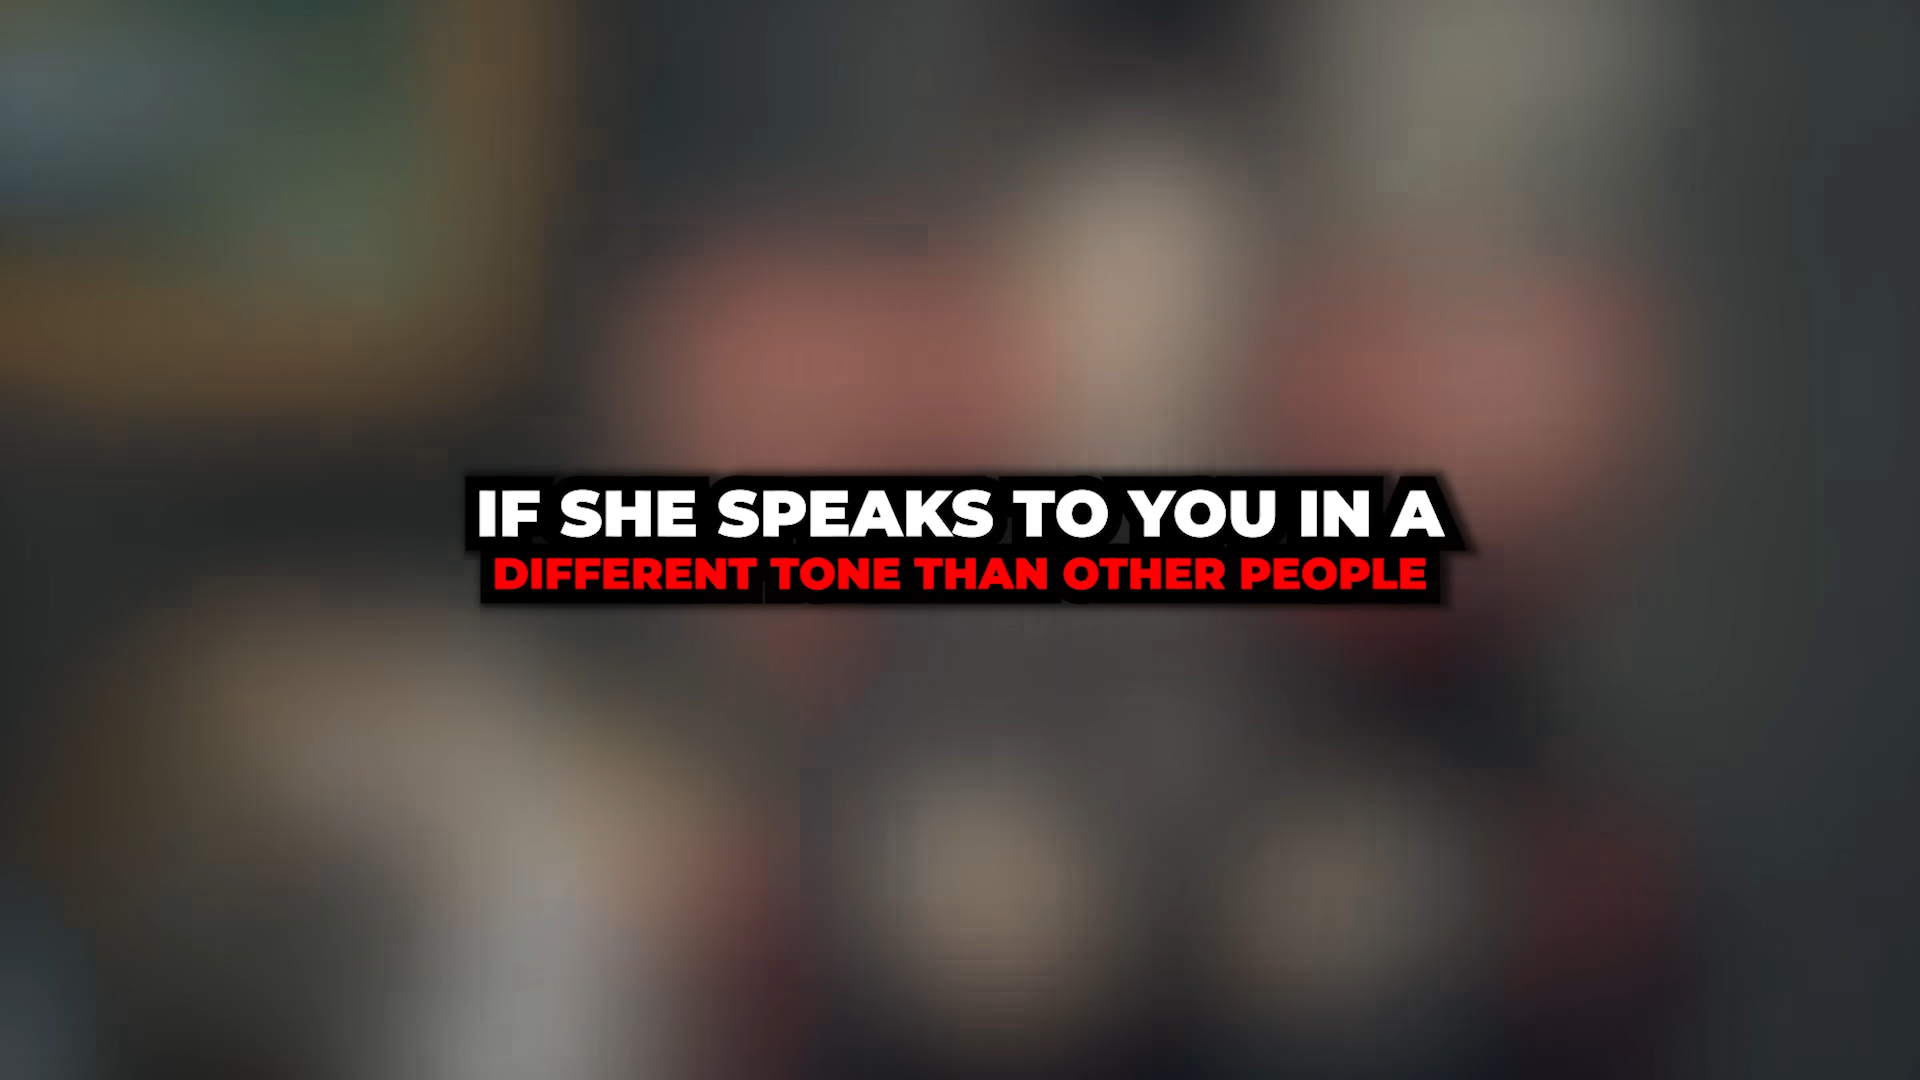 IF SHE SPEAKS TO YOU IN A
DIFFERENT TONE THAN OTHER PEOPLE